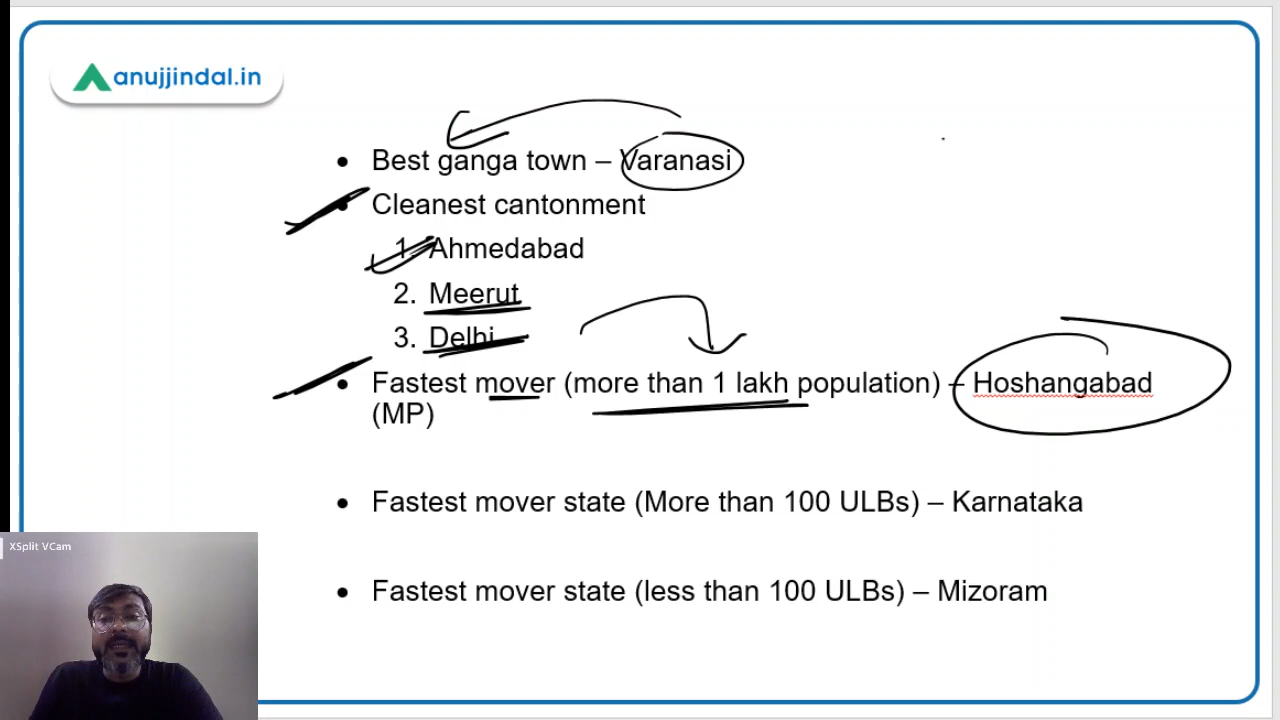 anujjindal.in
• Best ganga town – Varanasi
• Cleanest cantonment
1. Ahmedabad
2. Meerut
3. Delhi
• Fastest mover (more than 1 lakh population) – Hoshangabad
(MP)
• Fastest mover state (More than 100 ULBs) – Karnataka
• Fastest mover state (less than 100 ULBs) – Mizoram
XSplit VCam